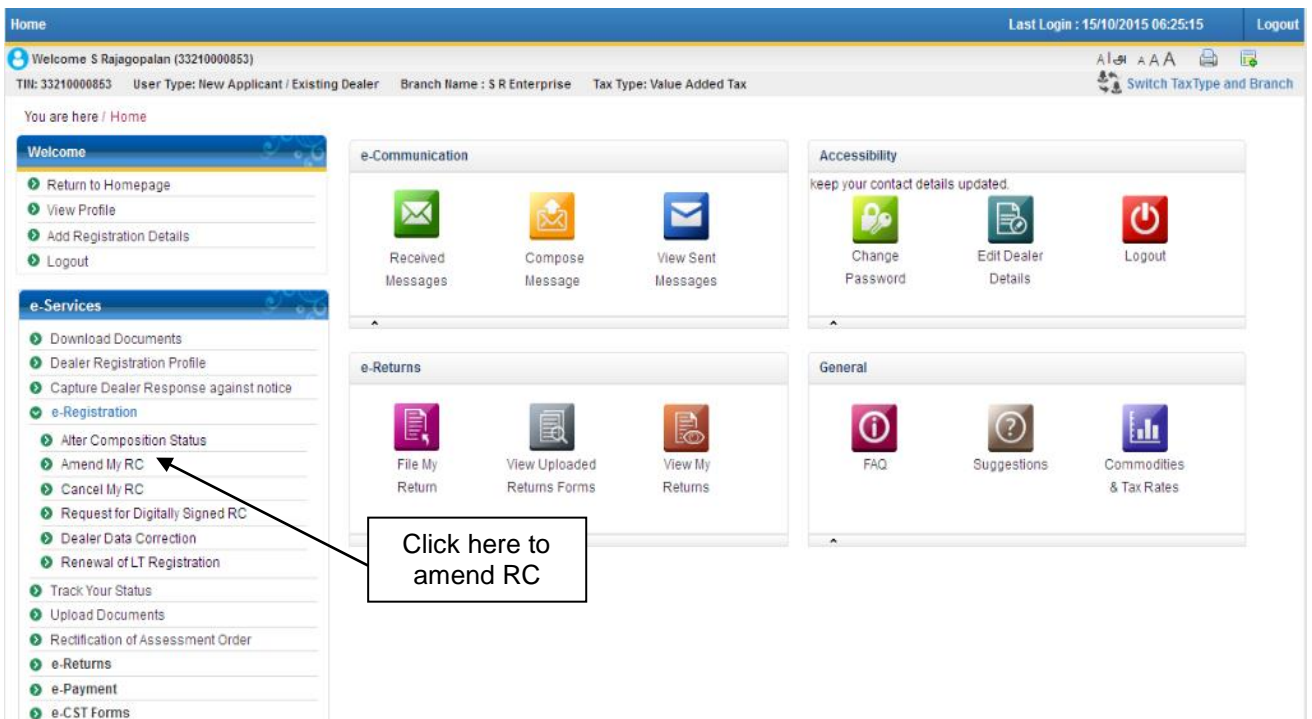 Home Last Login : 15/10/2015 06:25:15 Logout
Welcome S Rajagopalan (33210000853) A அ A A A
TIN: 33210000853 User Type: New Applicant / Existing Dealer Branch Name : S R Enterprise Tax Type: Value Added Tax Switch TaxType and Branch
You are here / Home
Welcome
Return to Homepage
View Profile
Add Registration Details
Logout
e-Services
Download Documents
Dealer Registration Profile
Capture Dealer Response against notice
e-Registration
Alter Composition Status
Amend My RC
Cancel My RC
Request for Digitally Signed RC
Dealer Data Correction
Renewal of LT Registration
Track Your Status
Upload Documents
Rectification of Assessment Order
e-Returns
e-Payment
e-CST Forms
e-Communication
Received
Messages
Compose
Message
View Sent
Messages
Accessibility
keep your contact details updated.
Change
Password
Edit Dealer
Details
Logout
e-Returns
File My
Return
View Uploaded
Returns Forms
View My
Returns
General
FAQ
Suggestions
Commodities
& Tax Rates
Click here to
amend RC